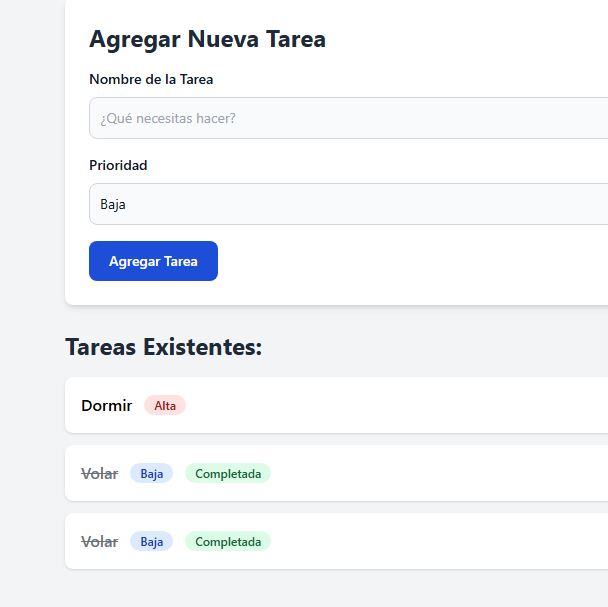 Agregar Nueva Tarea
Nombre de la Tarea
¿Qué necesitas hacer?
Prioridad
Baja
Agregar Tarea
Tareas Existentes:
Dormir Alta
Volar Baja Completada
Volar Baja Completada